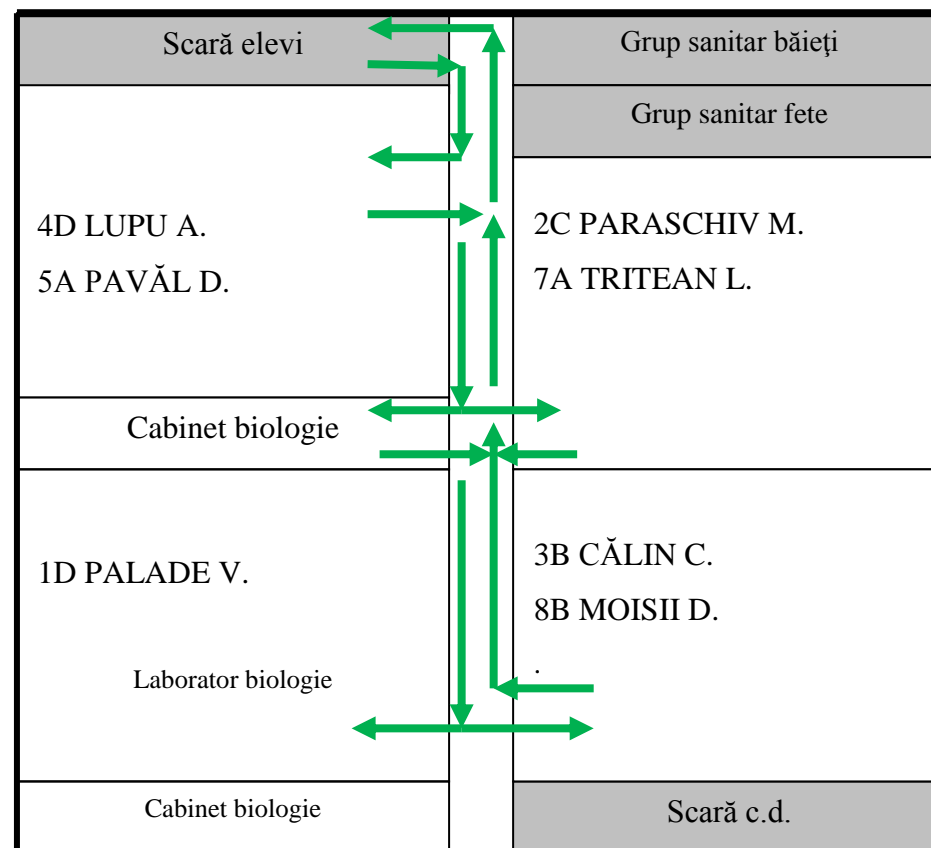 Scară elevi
Grup sanitar băieţi
Grup sanitar fete
4D LUPU A.
5A PAVĂL D.
2C PARASCHIV M.
7A TRITEAN L.
Cabinet biologie
1D PALADE V.
Laborator biologie
3B CĂLIN C.
8B MOISII D.
.
Cabinet biologie
Scară c.d.